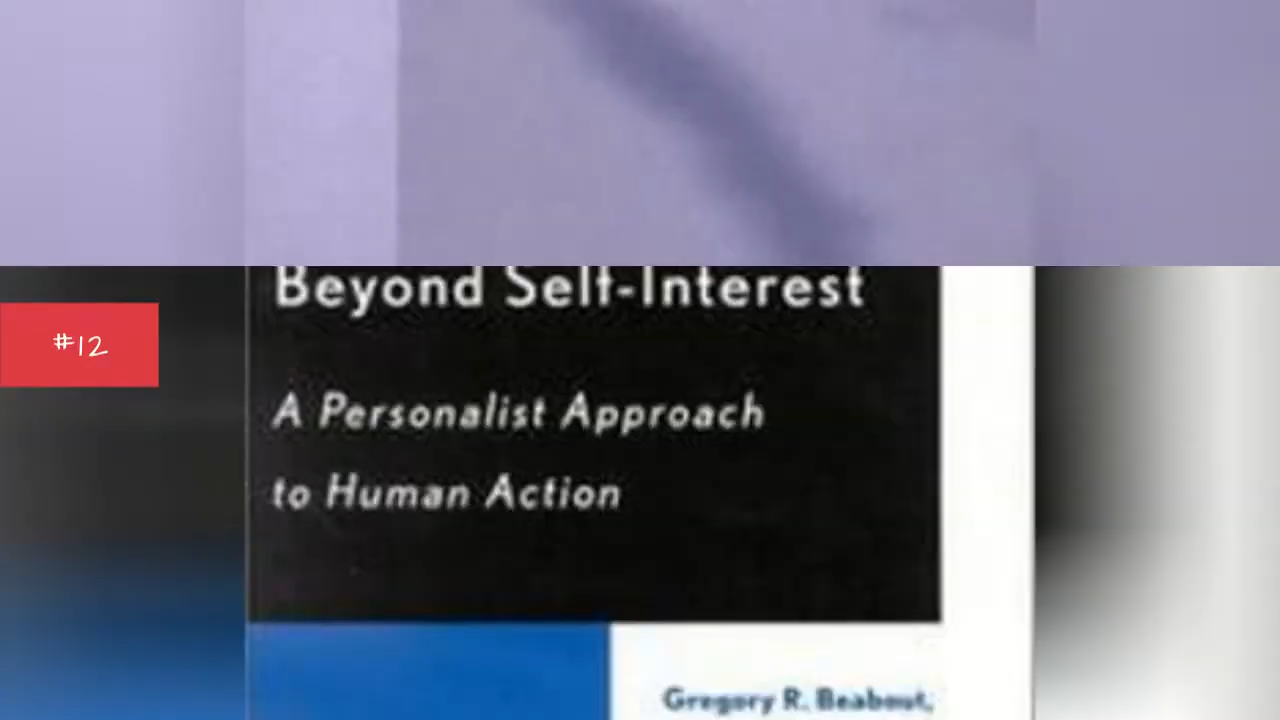 Beyond Self-Interest
#12
A Personalist Approach
to Human Action
Gregory R. Beabout,